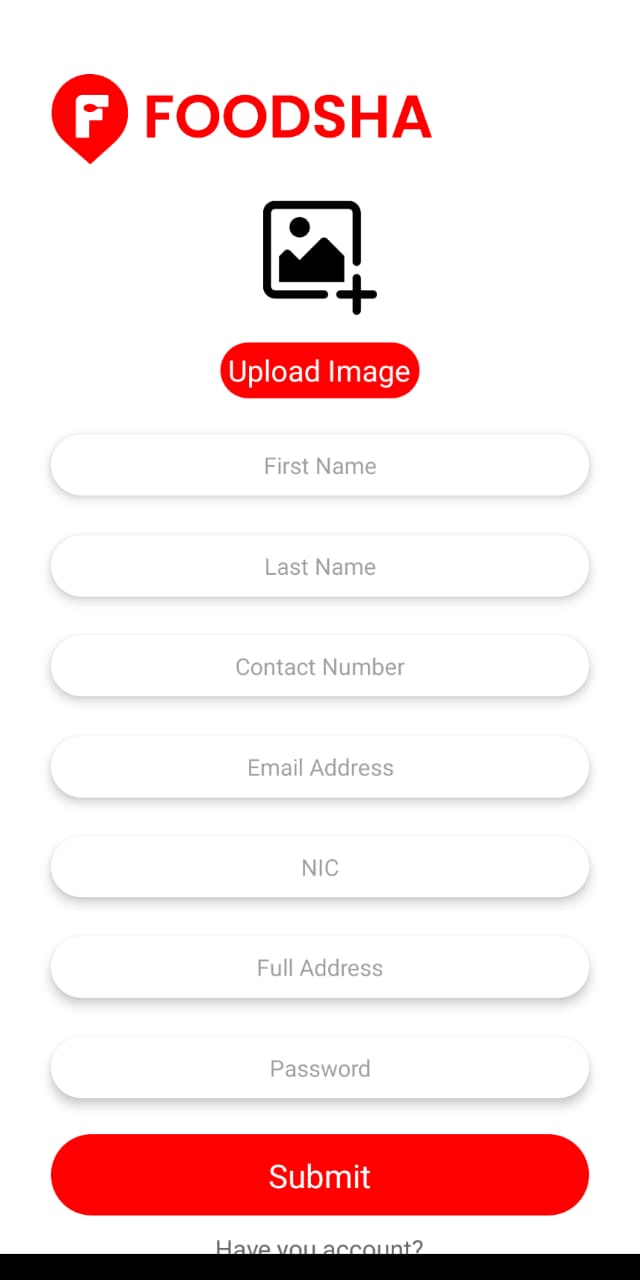 FOODSHA
Upload Image
First Name
Last Name
Contact Number
Email Address
NIC
Full Address
Password
Submit
Have you account?